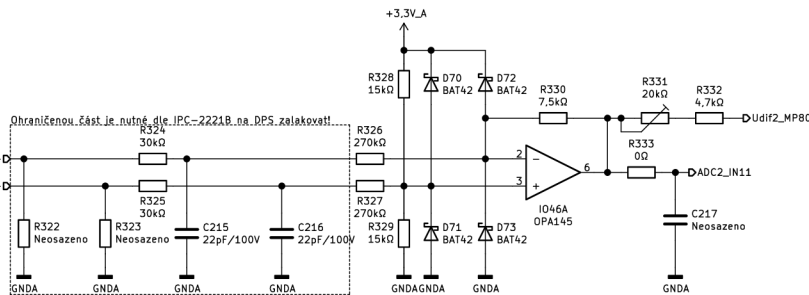 +3,3V_A
R328
15kΩ
D70
BAT42
D72
BAT42
R330
7,5kΩ
R331
20kΩ
R332
4,7kΩ
Udif2_MP80
Ohraničenou část je nutné dle IPC-2221B na DPS zalakovat!
R324
30kΩ
R326
270kΩ
2
3
6
R333
0Ω
ADC2_IN11
R325
30kΩ
R327
270kΩ
IO46A
OPA145
R322
Neosazeno
R323
Neosazeno
C215
22pF/100V
C216
22pF/100V
R329
15kΩ
D71
BAT42
D73
BAT42
C217
Neosazeno
GNDA
GNDA
GNDA
GNDA
GNDA
GNDA
GNDA
GNDA